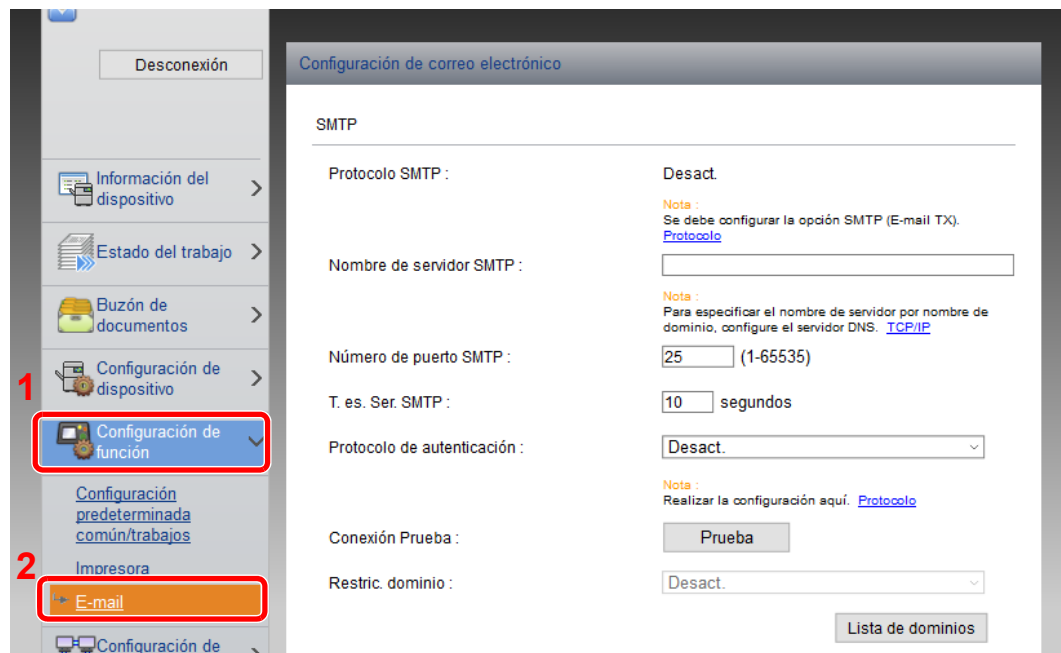 Desconexión
Información del
dispositivo
Estado del trabajo
Buzón de
documentos
Configuración de
dispositivo
1
Configuración de
función
Configuración
predeterminada
común/trabajos
Impresora
2
E-mail
Configuración de
Configuración de correo electrónico
SMTP
Protocolo SMTP : Desact.
Nota :
Se debe configurar la opción SMTP (E-mail TX).
Protocolo
Nombre de servidor SMTP :
Nota :
Para especificar el nombre de servidor por nombre de
dominio, configure el servidor DNS. TCP/IP
Número de puerto SMTP : 25 (1-65535)
T. es. Ser. SMTP : 10 segundos
Protocolo de autenticación : Desact.
Nota :
Realizar la configuración aquí. Protocolo
Conexión Prueba : Prueba
Restric. dominio : Desact.
Lista de dominios